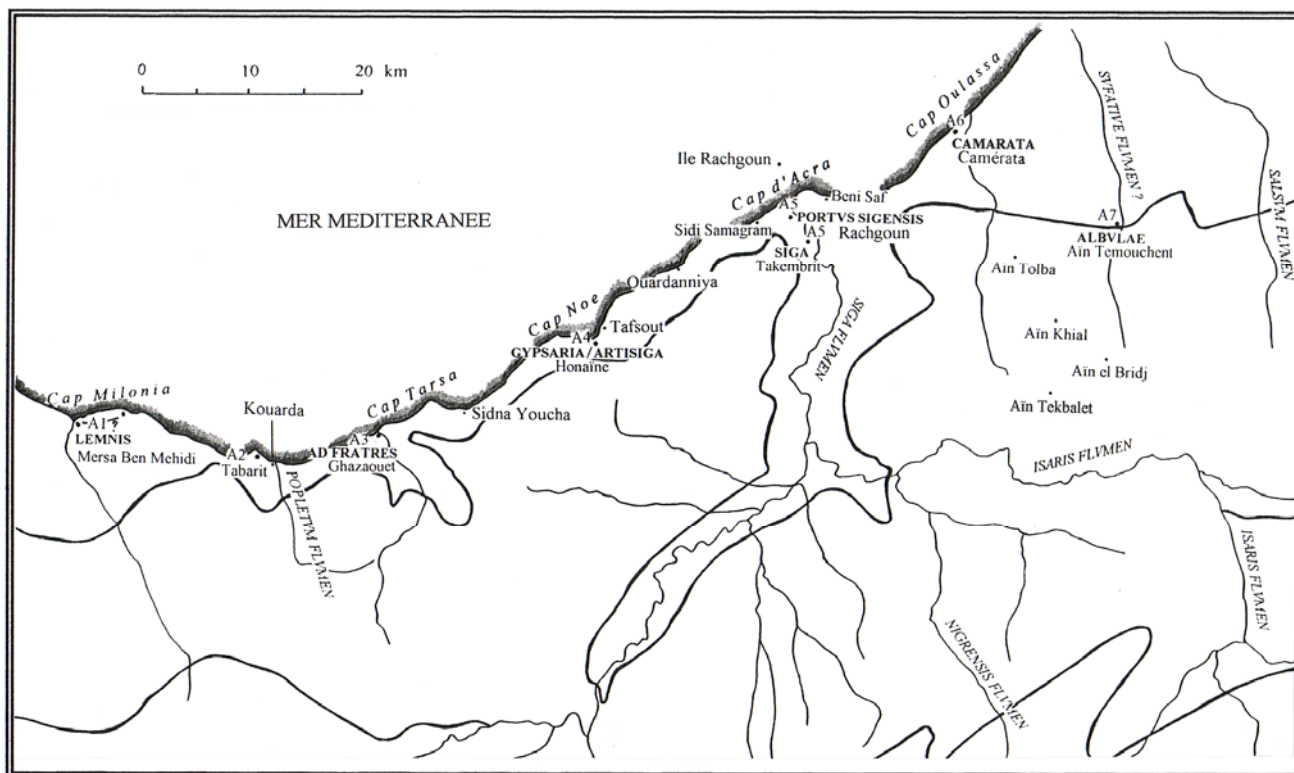 0 10 20 km
MER MEDITERRANEE
Cap Oulassa
A6
CAMARATA
Camérata
SVFATIVE FLVMEN ?
SALSVM FLVMEN
Ile Rachgoun
Cap d'Acra
A5
Beni Saf
Sidi Samagram
PORTVS SIGENSIS
Rachgoun
A5
SIGA
Takembrit
A7
ALBVLAE
Aïn Temouchent
Aïn Tolba
Ouardanniya
SIGA FLVMEN
Aïn Khial
Aïn el Bridj
Aïn Tekbalet
Cap Noe
Tafsout
A4
GYPSARIA/ARTISIGA
Honaïne
Cap Tarsa
Sidna Youcha
Cap Milonia
A1?
LEMNIS
Mersa Ben Mehidi
Kouarda
A2
Tabarit
A3
AD FRATRES
Ghazaouet
POPLETVM FLVMEN
ISARIS FLVMEN
ISARIS FLVMEN
NIGRENSIS FLVMEN